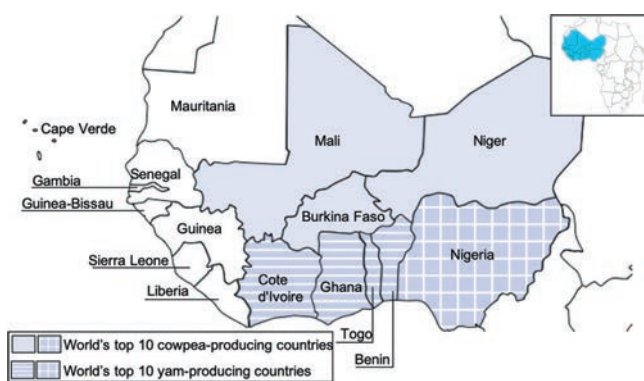 Mauritania
Cape Verde
Mali
Niger
Senegal
Gambia
Guinea-Bissau
Burkina Faso
Guinea
Nigeria
Sierra Leone
Cote
d'Ivoire
Ghana
Liberia
Togo
Benin
World's top 10 cowpea-producing countries
World's top 10 yam-producing countries